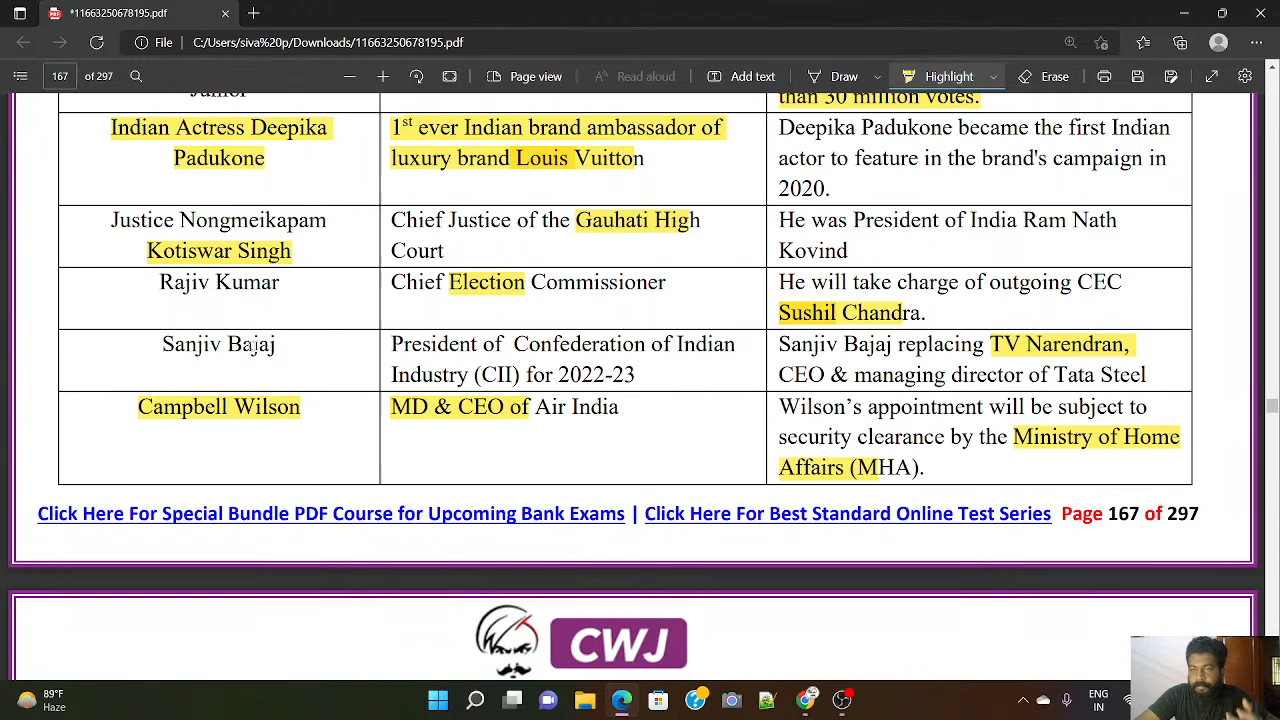 *11663250678195.pdf
File
C:/Users/siva%20p/Downloads/11663250678195.pdf
167 of 297
Page view
Read aloud
Add text
Draw
Highlight
Erase
than 30 million votes.
Indian Actress Deepika
Padukone
1st ever Indian brand ambassador of
luxury brand Louis Vuitton
Deepika Padukone became the first Indian
actor to feature in the brand's campaign in
2020.
Justice Nongmeikapam
Kotiswar Singh
Chief Justice of the Gauhati High
Court
He was President of India Ram Nath
Kovind
Rajiv Kumar
Chief Election Commissioner
He will take charge of outgoing CEC
Sushil Chandra.
Sanjiv Bajaj
President of Confederation of Indian
Industry (CII) for 2022-23
Sanjiv Bajaj replacing TV Narendran,
CEO & managing director of Tata Steel
Campbell Wilson
MD & CEO of Air India
Wilson’s appointment will be subject to
security clearance by the Ministry of Home
Affairs (MHA).
Click Here For Special Bundle PDF Course for Upcoming Bank Exams | Click Here For Best Standard Online Test Series Page 167 of 297
CWJ
89°F
Haze
ENG
IN